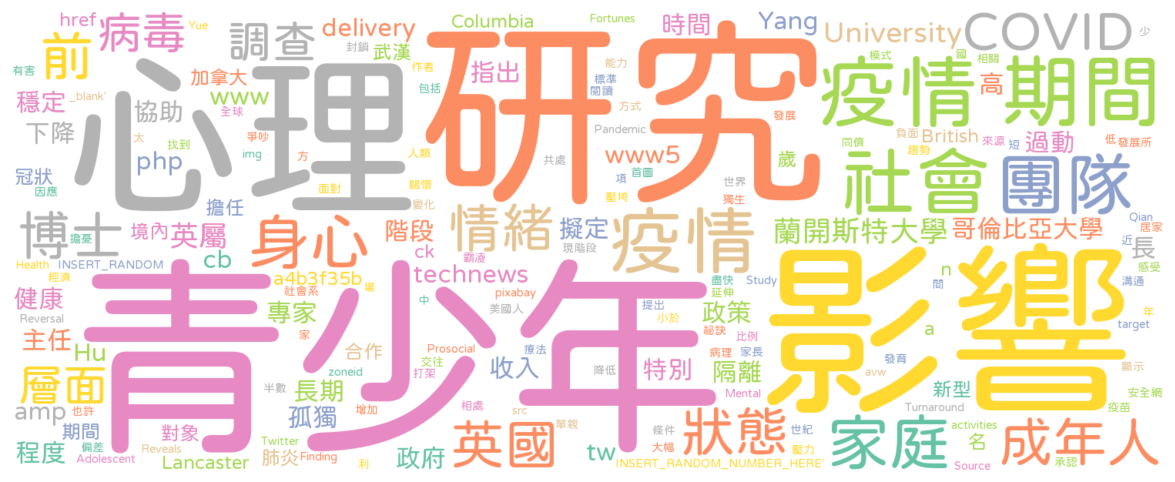 href
病毒
調查
delivery
Columbia
Fortunes
時間
Yang
University
COVID
少
Yue
封鎖
武漢
作者
指出
能力
標準
閱讀
模式
國
相關
前
有害
_blank'
加拿大
www
包括
研究
方式
疫情
期間
高
穩定
協助
全球
心理
發展
負面
下降
太
找到
爭吵
Pandemic
同儕
趨勢
British
來源
短
過動
低
發展所
php
img
方
人類
共處
www5
首圖
歲
冠狀
因應
面對
關懷
項
壓垮
世界
獨生
社會
團隊
擔任
變化
博士
擔憂
境內
英屬
身心
階段
情緒
擬定
疫情
現階段
蘭開斯特大學
哥倫比亞大學
Qian
居家
近
長
Health
INSERT_RANDOM
cb
ck
霸凌
technews
盡快
延伸
Study
n
間
感受
溝通
經濟
a4b3f35b
社會系
場
健康
Reversal
專家
家
中
pixabay
美國人
提出
小於
政策
秘訣
比例
影響
a
年
target
主任
Hu
青少年
合作
交往
打架
Prosocial
療法
病理
家長
發育
顯示
層面
zoneid
收入
降低
特別
隔離
avw
新型
安全網
amp
也許
半數
長期
孤獨
增加
相處
src
單親
條件
Mental
Turnaround
疫苗
期間
對象
Twitter
英國
大幅
狀態
世紀
家庭
activities
名
成年人
程度
偏差
Reveals
Adolescent
Lancaster
肺炎
Finding
利
政府
tw
INSERT_RANDOM_NUMBER_HERE'
壓力
Source
承認